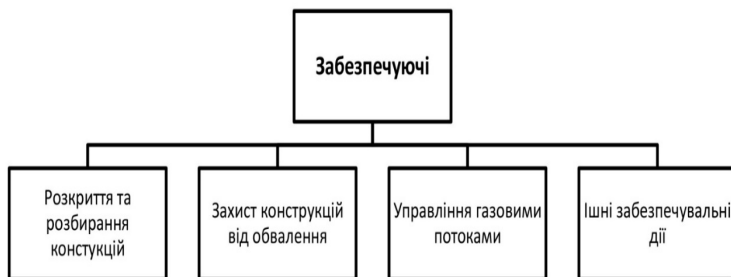 Забезпечуючі
Розкриття та
розбирання
констукцій
Захист конструкцій
від обвалення
Управління газовими
потоками
Ішні забезпечувальні
дії